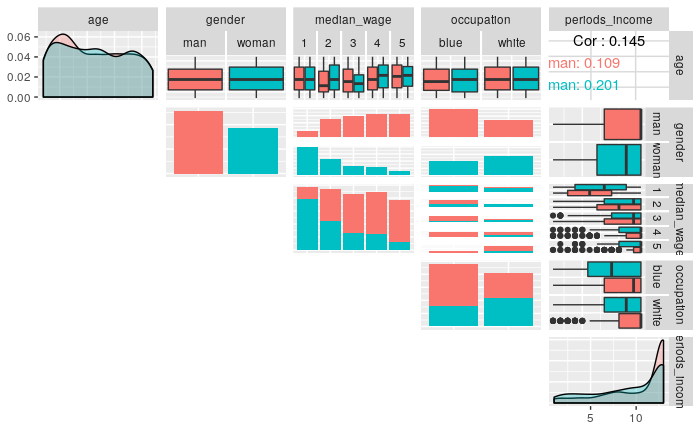 age
gender
median_wage
occupation
periods_income
man
woman
1
2
3
4
5
blue
white
0.06
0.04
0.02
0.00
Cor : 0.145
man: 0.109
man: 0.201
age
man
woman
gender
1
2
3
4
5
median_wage
blue
white
occupation
eriods_incom
5
10